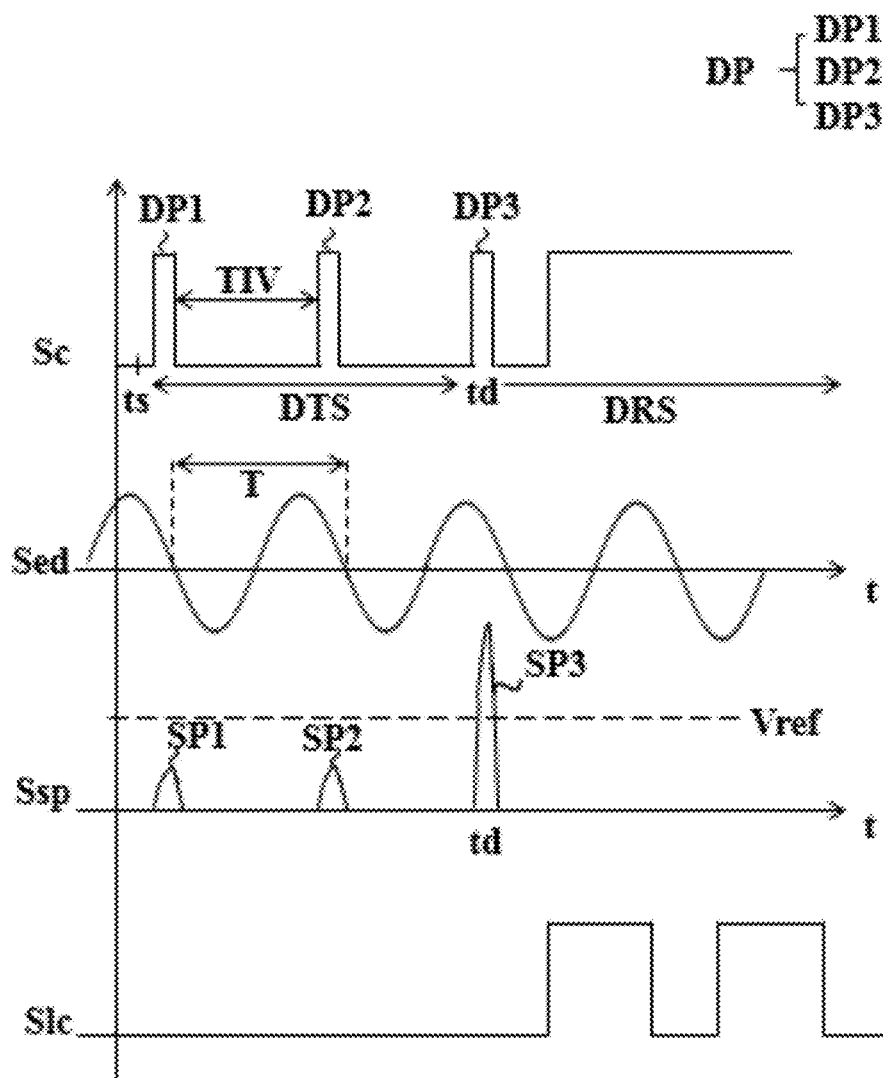 DP1
DP DP2
DP3
DP1 DP2 DP3
TIV
Sc
ts DTS td DRS
T
Sed t
SP3
Vref
SP1 SP2
Ssp t
td
Slc